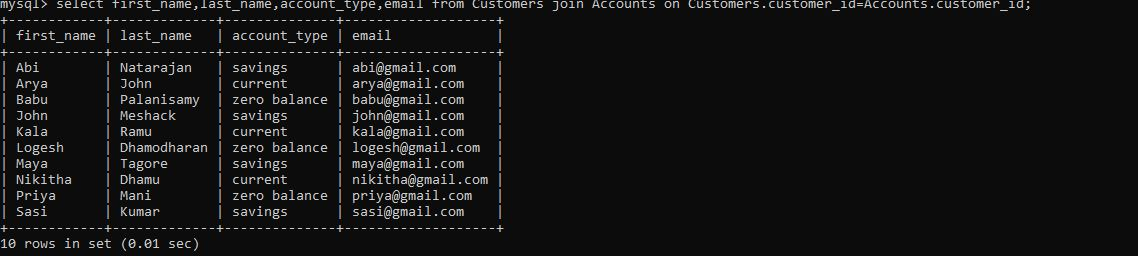 mysql> select first_name,last_name,account_type,email from Customers join Accounts on Customers.customer_id=Accounts.customer_id;
+------------+-------------+--------------+-------------------+
| first_name | last_name   | account_type | email             |
+------------+-------------+--------------+-------------------+
| Abi        | Natarajan   | savings      | abi@gmail.com     |
| Arya       | John        | current      | arya@gmail.com    |
| Babu       | Palanisamy  | zero balance | babu@gmail.com    |
| John       | Meshack     | savings      | john@gmail.com    |
| Kala       | Ramu        | current      | kala@gmail.com    |
| Logesh     | Dhamodharan | zero balance | logesh@gmail.com  |
| Maya       | Tagore      | savings      | maya@gmail.com    |
| Nikitha    | Dhamu       | current      | nikitha@gmail.com |
| Priya      | Mani        | zero balance | priya@gmail.com   |
| Sasi       | Kumar       | savings      | sasi@gmail.com    |
+------------+-------------+--------------+-------------------+
10 rows in set (0.01 sec)